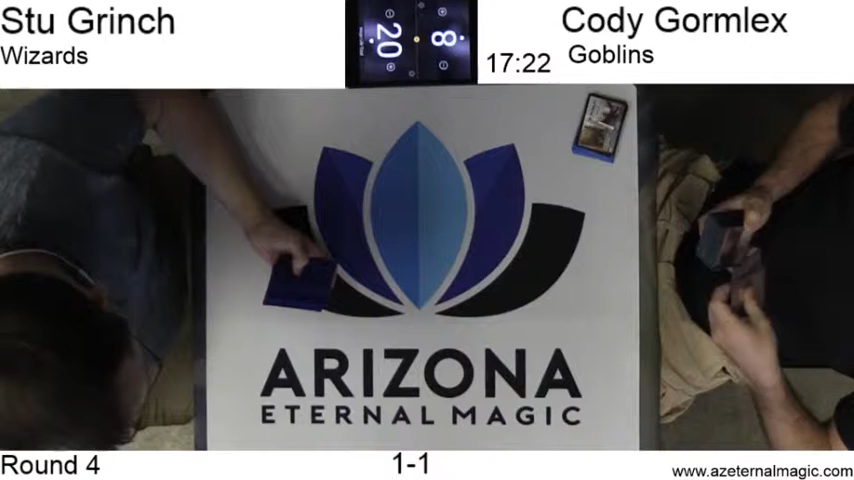 Stu Grinch
Wizards
20
8
17:22
Cody Gormlex
Goblins
ARIZONA
ETERNAL MAGIC
Round 4
1-1
www.azeternalmagic.com